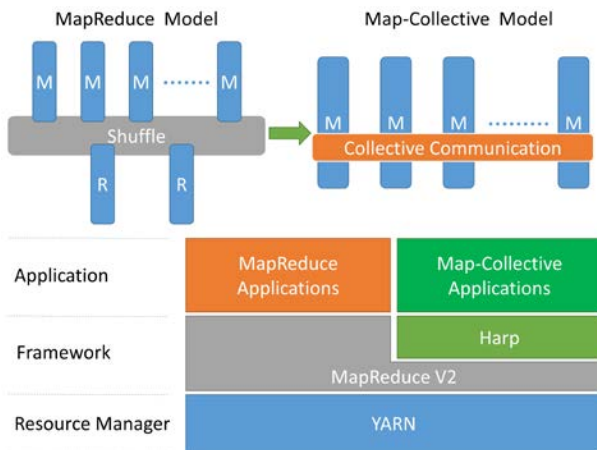 MapReduce Model
Map-Collective Model
M M M ........ M
M M M ......... M
Shuffle
Collective Communication
R R
Application
MapReduce
Applications
Map-Collective
Applications
Framework
Harp
MapReduce V2
Resource Manager
YARN